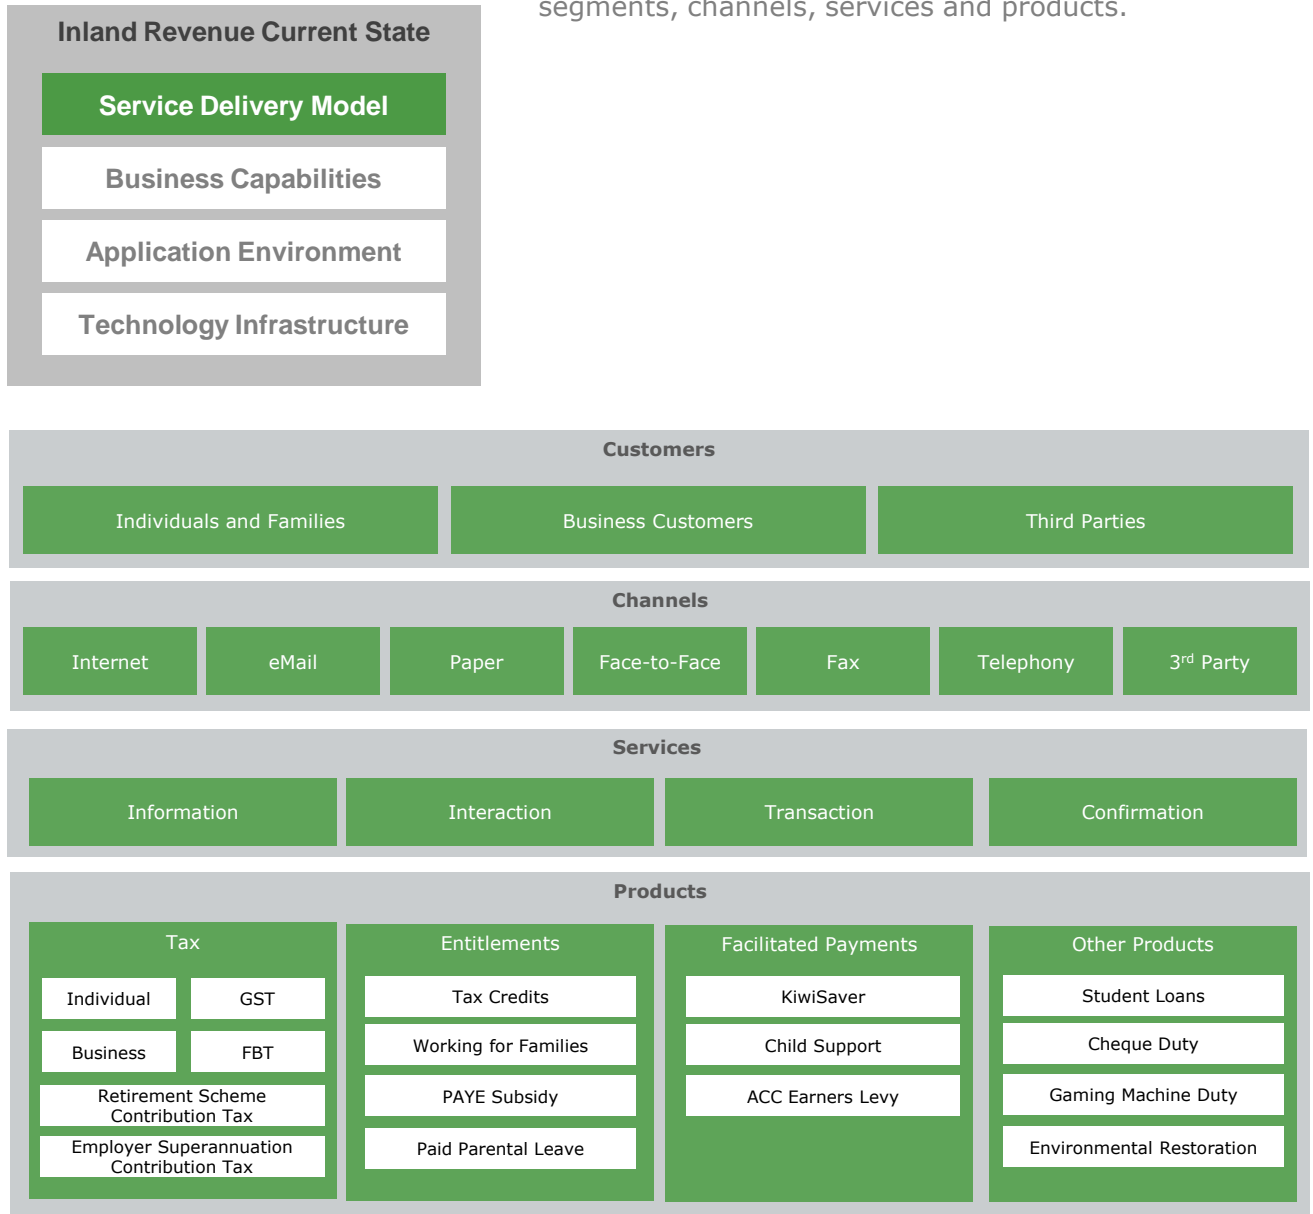 segments, channels, services and products.
Inland Revenue Current State
Service Delivery Model
Business Capabilities
Application Environment
Technology Infrastructure
Customers
Individuals and Families
Business Customers
Third Parties
Channels
Internet
eMail
Paper
Face-to-Face
Fax
Telephony
3rd Party
Services
Information
Interaction
Transaction
Confirmation
Products
Tax
Individual
GST
Business
FBT
Retirement Scheme
Contribution Tax
Employer Superannuation
Contribution Tax
Entitlements
Tax Credits
Working for Families
PAYE Subsidy
Paid Parental Leave
Facilitated Payments
KiwiSaver
Child Support
ACC Earners Levy
Other Products
Student Loans
Cheque Duty
Gaming Machine Duty
Environmental Restoration